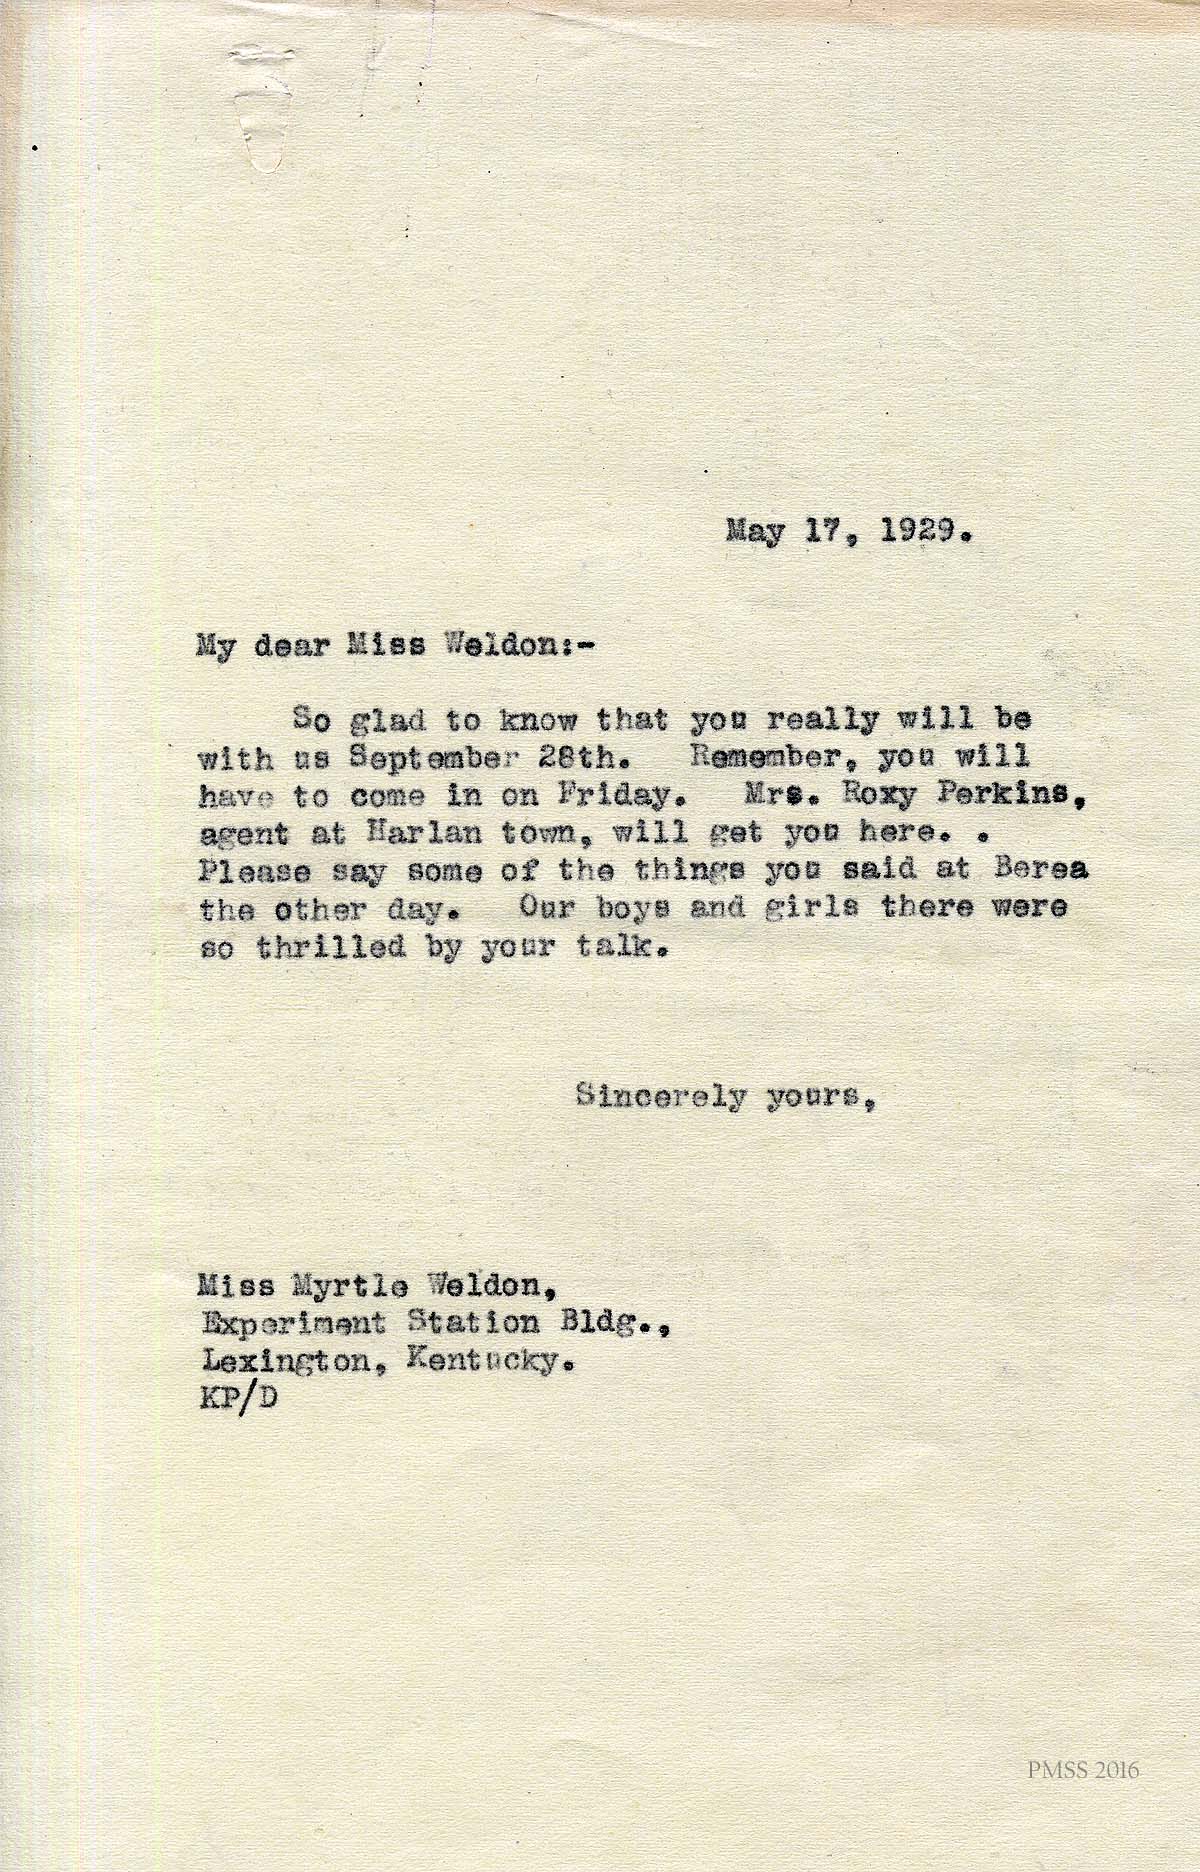 May 17, 1929.
My dear Miss Weldon:-
So glad to know that you really will be
with us September 28th. Remember, you will
have to come in on Friday. Mrs. Roxy Perkins,
agent at Harlan town, will get you here. .
Please say some of the things you said at Berea
the other day. Our boys and girls there were
so thrilled by your talk.
Sincerely yours,
Miss Myrtle Weldon,
Experiment Station Bldg.,
Lexington, Kentucky.
KP/D
PMSS 2016